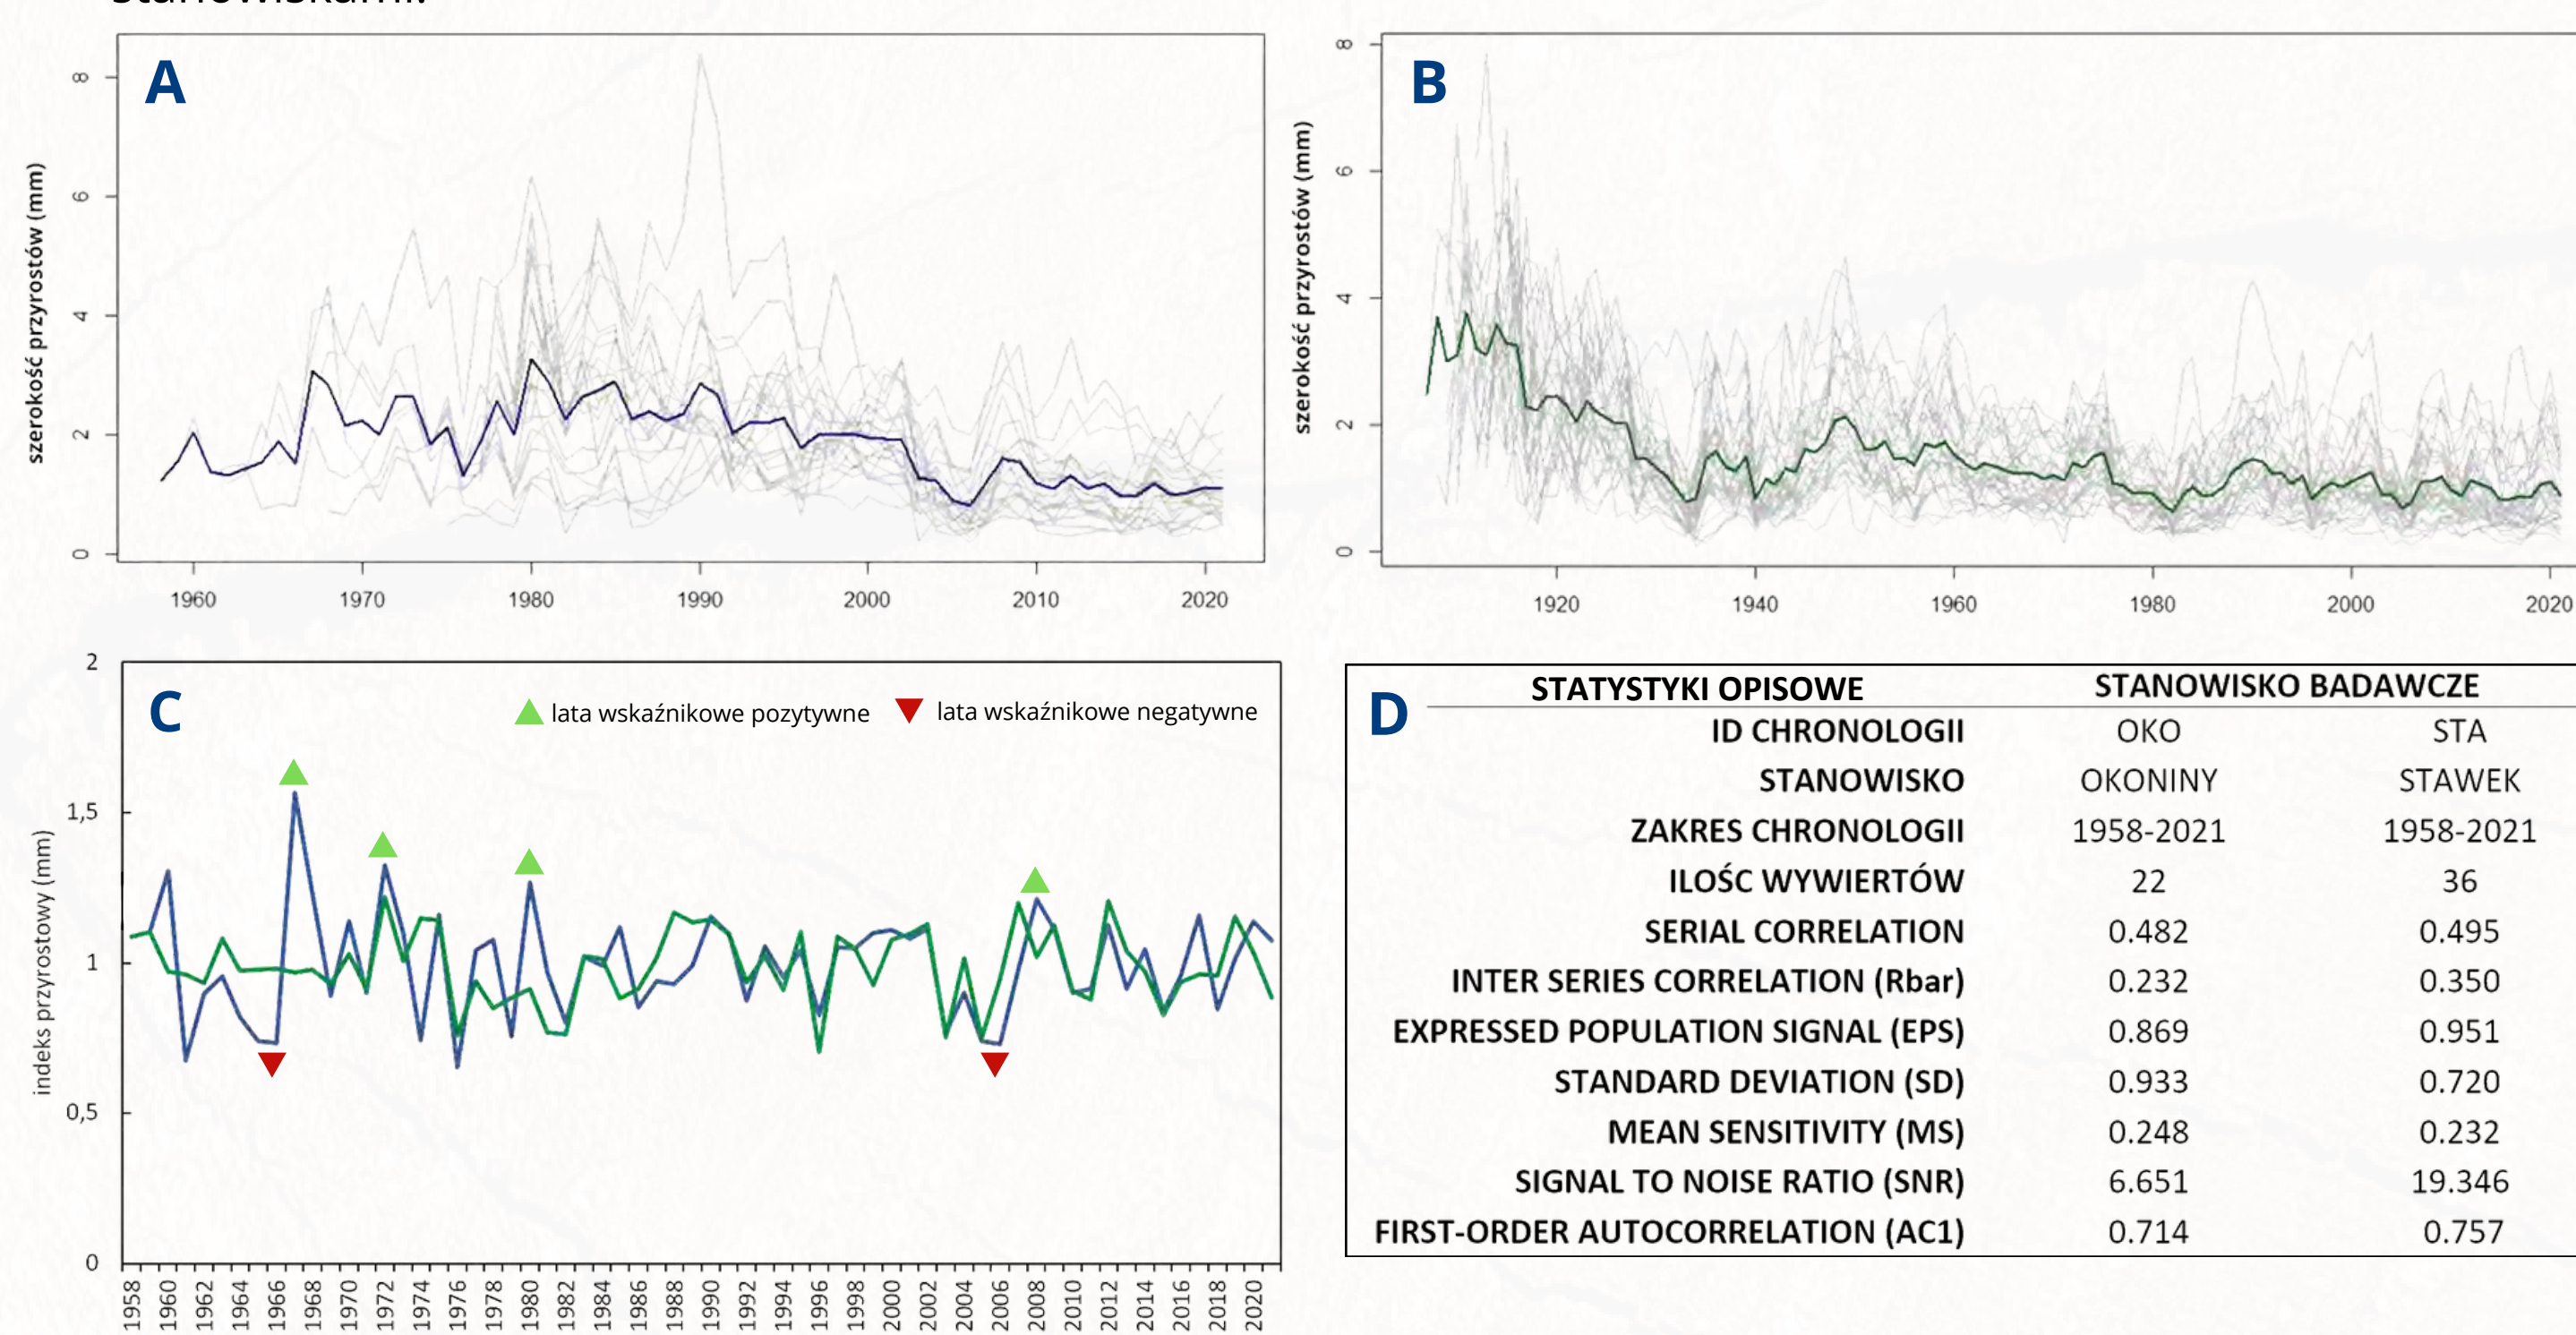 stanowiskami.
A
szerokość przyrostów (mm)
8
6
4
2
0
1960 1970 1980 1990 2000 2010 2020
B
szerokość przyrostów (mm)
8
6
4
2
0
1920 1940 1960 1980 2000 2020
C
lata wskaźnikowe pozytywne lata wskaźnikowe negatywne
indeks przyrostowy (mm)
2
1,5
1
0,5
0
1958 1960 1962 1964 1966 1968 1970 1972 1974 1976 1978 1980 1982 1984 1986 1988 1990 1992 1994 1996 1998 2000 2002 2004 2006 2008 2010 2012 2014 2016 2018 2020
D
STATYSTYKI OPISOWE STANOWISKO BADAWCZE
ID CHRONOLOGII OKO STA
STANOWISKO OKONINY STAWEK
ZAKRES CHRONOLOGII 1958-2021 1958-2021
ILOŚC WYWIERTÓW 22 36
SERIAL CORRELATION 0.482 0.495
INTER SERIES CORRELATION (Rbar) 0.232 0.350
EXPRESSED POPULATION SIGNAL (EPS) 0.869 0.951
STANDARD DEVIATION (SD) 0.933 0.720
MEAN SENSITIVITY (MS) 0.248 0.232
SIGNAL TO NOISE RATIO (SNR) 6.651 19.346
FIRST-ORDER AUTOCORRELATION (AC1) 0.714 0.757